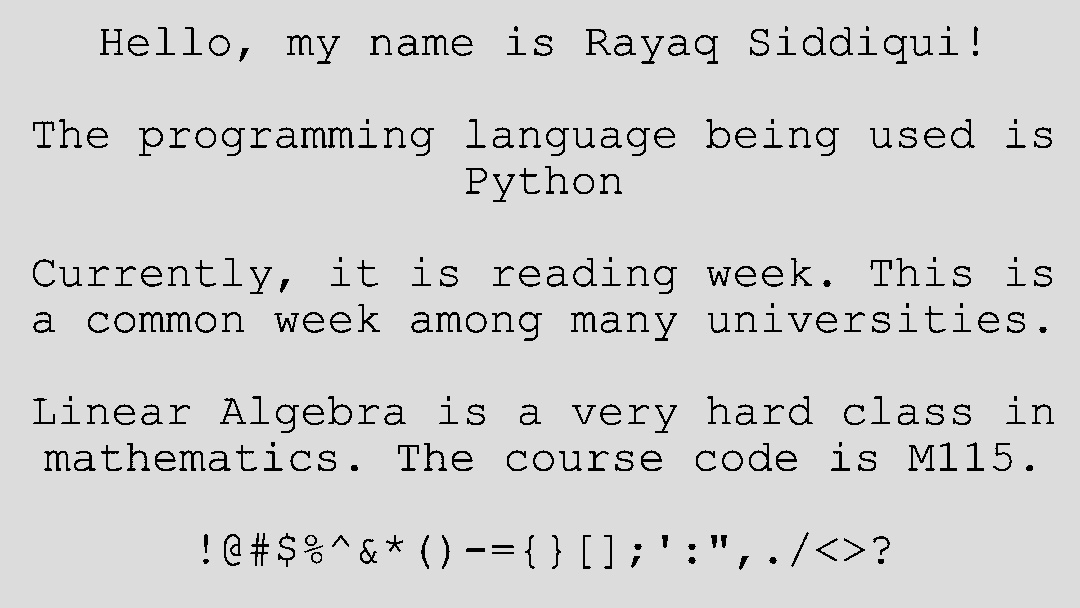 Hello, my name is Rayaq Siddiqui!
The programming language being used is
Python
Currently, it is reading week. This is
a common week among many universities.
Linear Algebra is a very hard class in
mathematics. The course code is M115.
!@#$%^&*()-={}[];':",./<>?